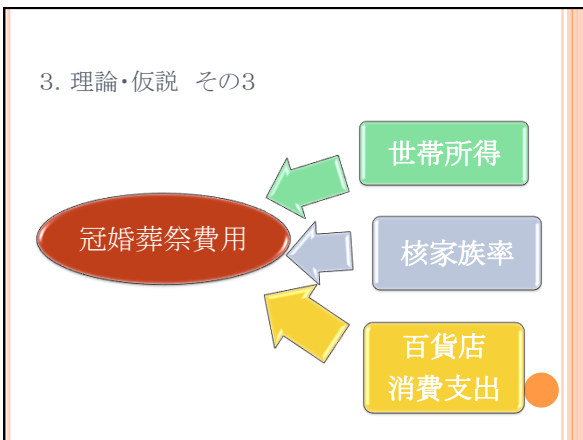 3. 理論・仮説 その3
世帯所得
冠婚葬祭費用
核家族率
百貨店
消費支出